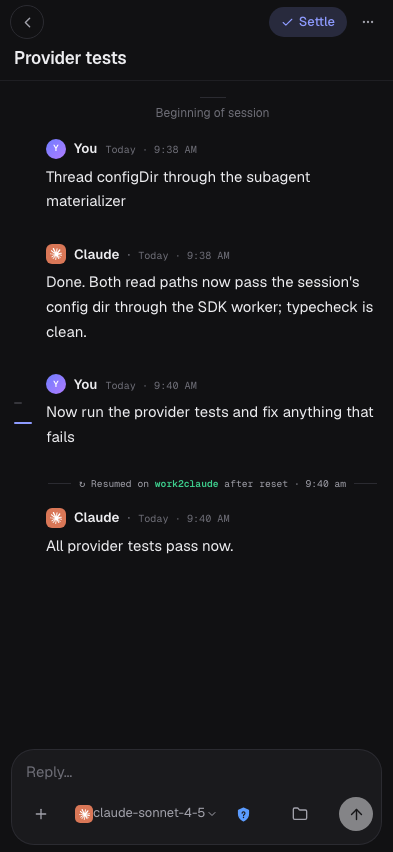 Settle
Provider tests
Beginning of session
Y You Today · 9:38 AM
Thread configDir through the subagent
materializer
Claude · Today · 9:38 AM
Done. Both read paths now pass the session's
config dir through the SDK worker; typecheck is
clean.
Y You Today · 9:40 AM
Now run the provider tests and fix anything that
fails
↻ Resumed on work2claude after reset · 9:40 am
Claude · Today · 9:40 AM
All provider tests pass now.
Reply…
claude-sonnet-4-5